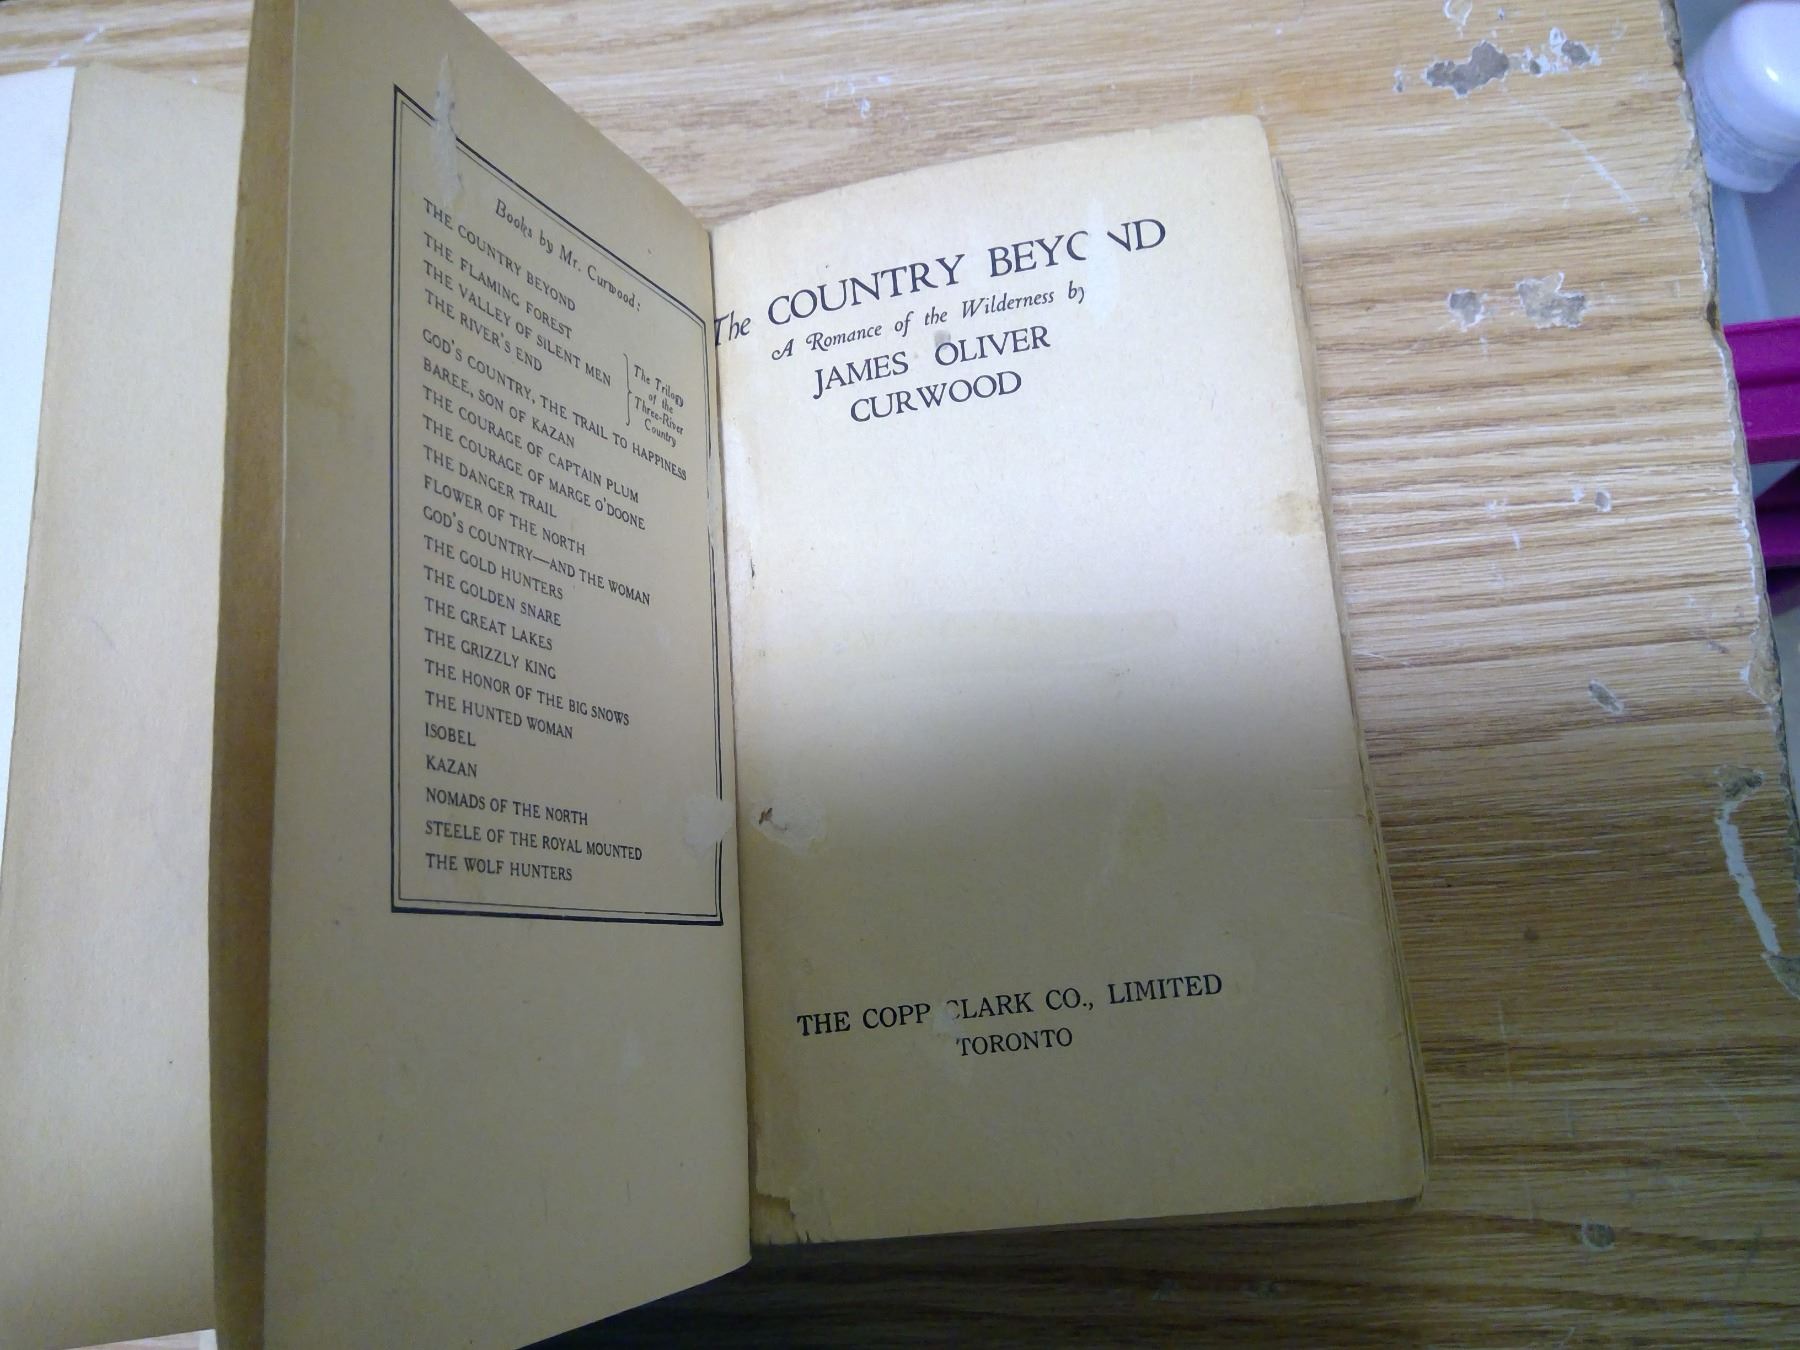 Books by Mr. Curwood:
THE COUNTRY BEYOND
THE FLAMING FOREST
THE VALLEY OF SILENT MEN
THE RIVER'S END
The Trilogy
of the
Three-River
Country
GOD'S COUNTRY, THE TRAIL TO HAPPINESS
BAREE, SON OF KAZAN
THE COURAGE OF CAPTAIN PLUM
THE COURAGE OF MARGE O'DOONE
THE DANGER TRAIL
FLOWER OF THE NORTH
GOD'S COUNTRY—AND THE WOMAN
THE GOLD HUNTERS
THE GOLDEN SNARE
THE GREAT LAKES
THE GRIZZLY KING
THE HONOR OF THE BIG SNOWS
THE HUNTED WOMAN
ISOBEL
KAZAN
NOMADS OF THE NORTH
STEELE OF THE ROYAL MOUNTED
THE WOLF HUNTERS
The COUNTRY BEYOND
A Romance of the Wilderness by
JAMES OLIVER
CURWOOD
THE COPP CLARK CO., LIMITED
TORONTO